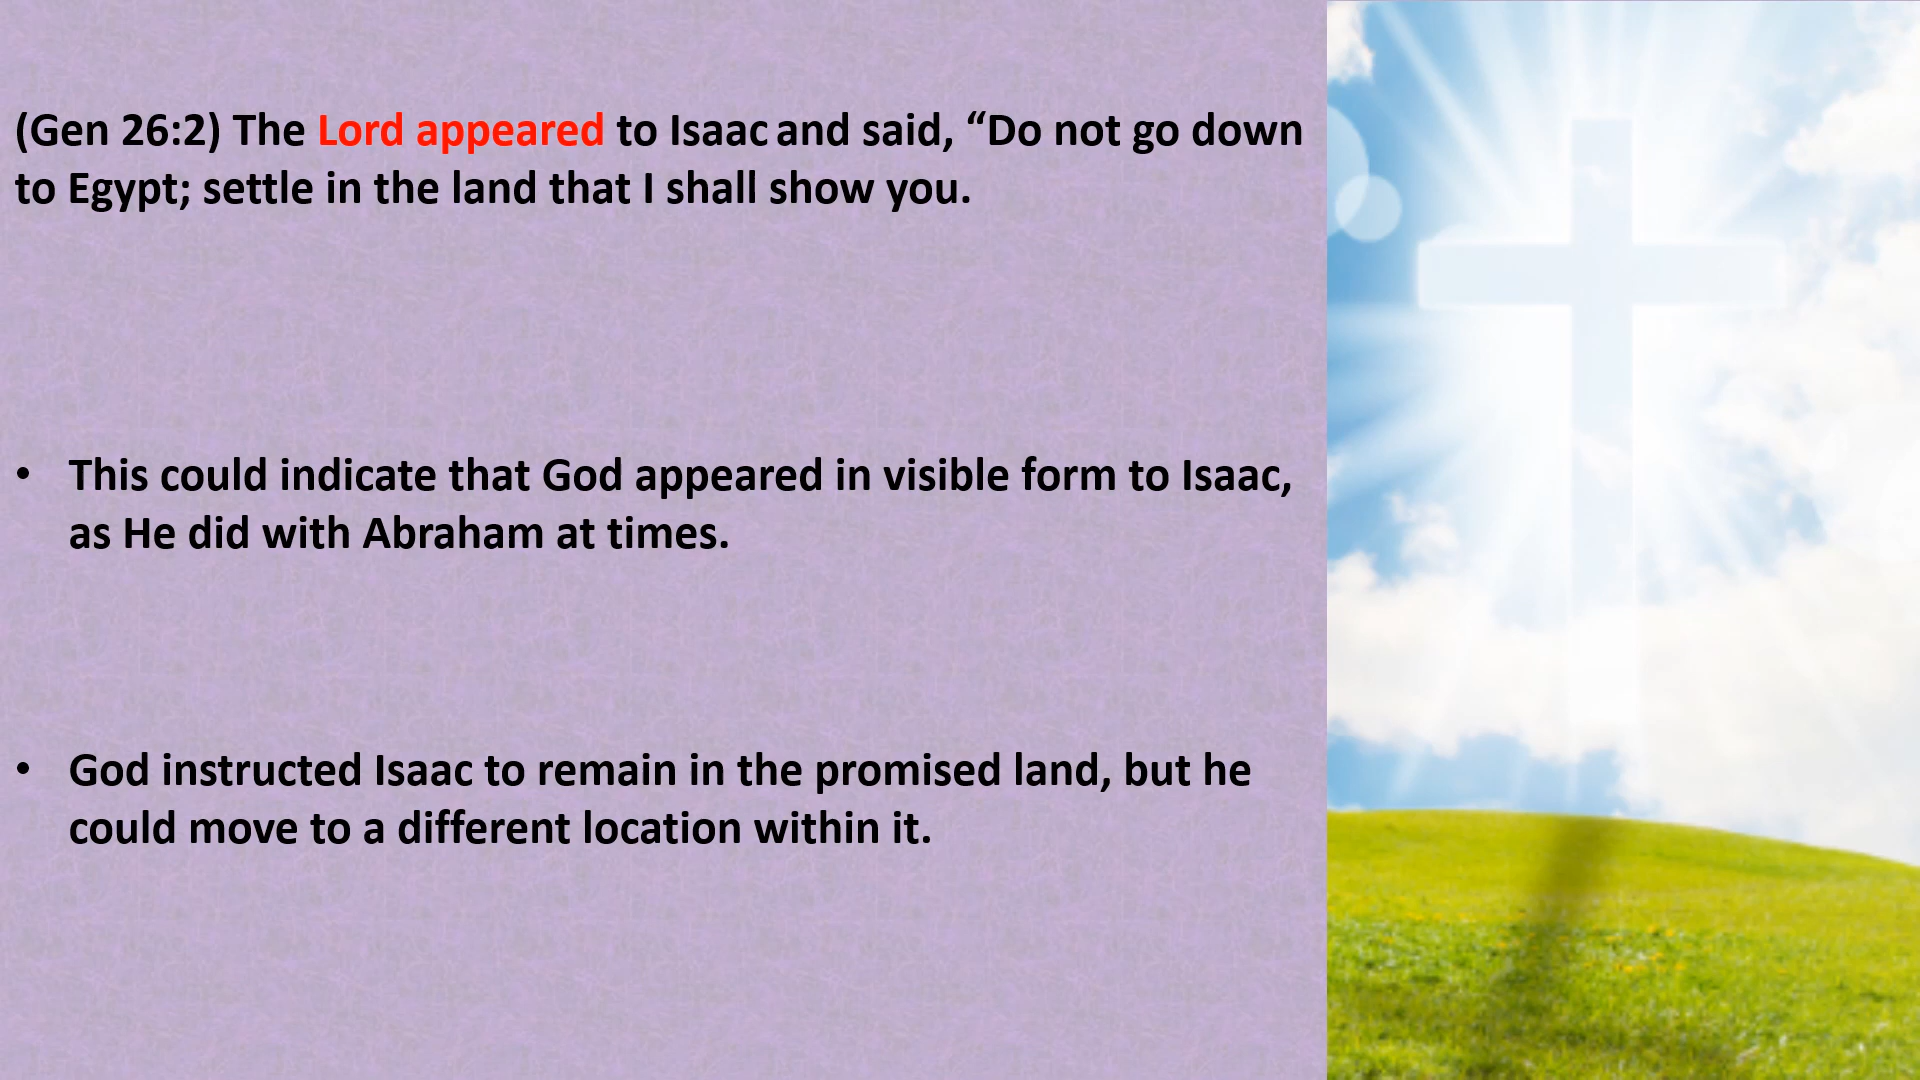 (Gen 26:2) The Lord appeared to Isaac and said, “Do not go down
to Egypt; settle in the land that I shall show you.
• This could indicate that God appeared in visible form to Isaac,
as He did with Abraham at times.
• God instructed Isaac to remain in the promised land, but he
could move to a different location within it.